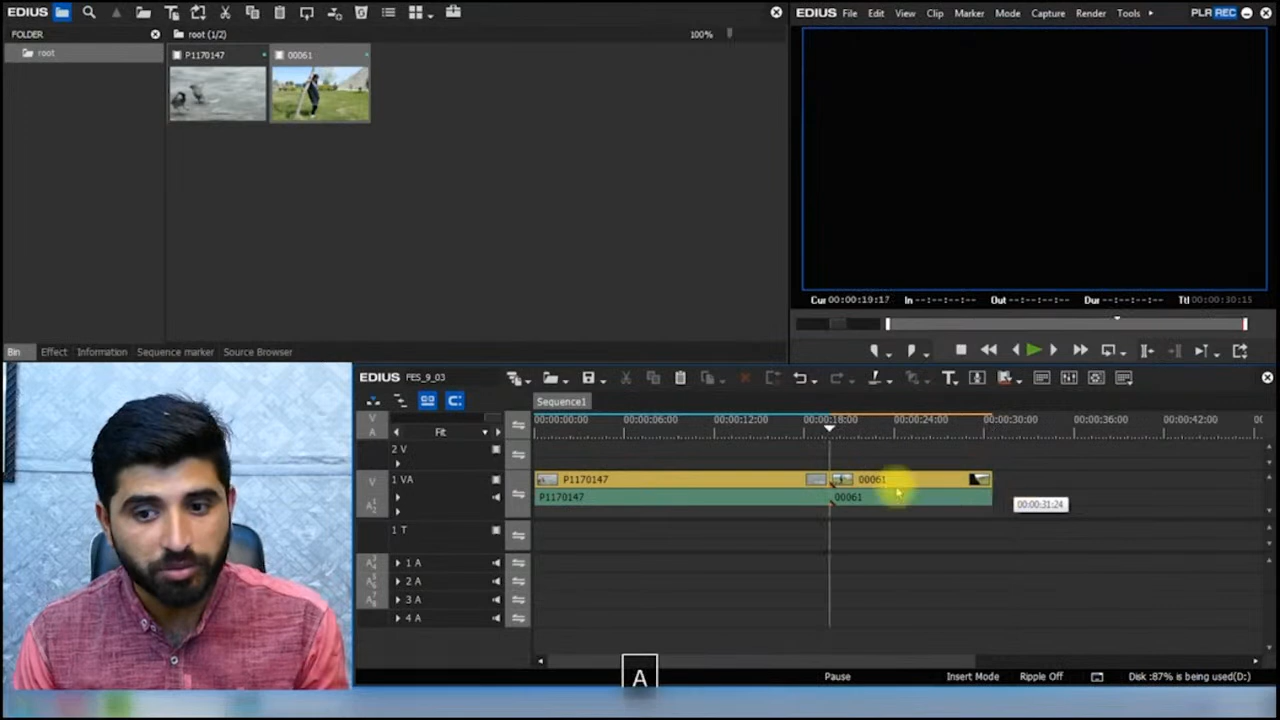 EDIUS
FOLDER
root (1/2)
100%
root
P1170147
00061
Bin Effect Information Sequence marker Source Browser
EDIUS File Edit View Clip Marker Mode Capture Render Tools PLR REC
Cur 00:00:19:17 In --:--:--:-- Out --:--:--:-- Dur --:--:--:-- Ttl 00:00:30:15
EDIUS FES_9_03
Sequence1
V
A
Fit
00:00:00:00 00:00:06:00 00:00:12:00 00:00:18:00 00:00:24:00 00:00:30:00 00:00:36:00 00:00:42:00
2 V
V
1 VA
P1170147 00061
P1170147 00061
00:00:31:24
1 T
1 A
2 A
3 A
4 A
A
Pause Insert Mode Ripple Off Disk :87% is being used(D:)